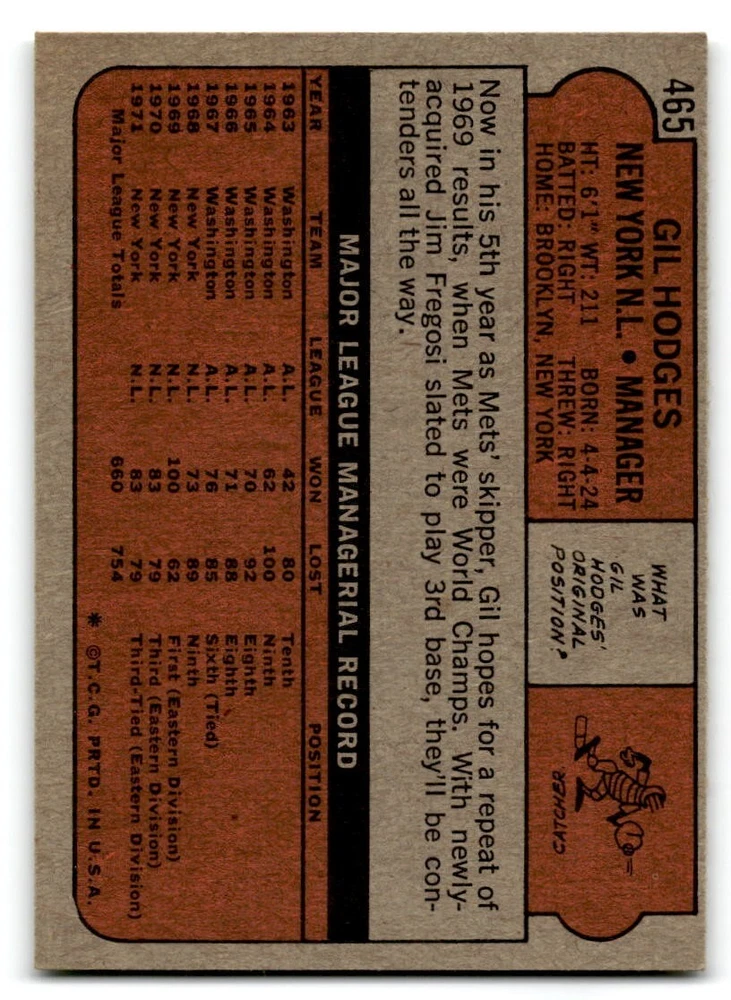 465
GIL HODGES
NEW YORK N.L. • MANAGER
HT: 6'1" WT: 211 BORN: 4-4-24
BATTED: RIGHT THREW: RIGHT
HOME: BROOKLYN, NEW YORK
WHAT
WAS
GIL
HODGES'
ORIGINAL
POSITION?
CATCHER
Now in his 5th year as Mets' skipper, Gil hopes for a repeat of
1969 results, when Mets were World Champs. With newly-
acquired Jim Fregosi slated to play 3rd base, they'll be con-
tenders all the way.
MAJOR LEAGUE MANAGERIAL RECORD
YEAR TEAM LEAGUE WON LOST POSITION
1963 Washington A.L. 42 80 Tenth
1964 Washington A.L. 62 100 Ninth
1965 Washington A.L. 70 92 Eighth
1966 Washington A.L. 71 88 Eighth
1967 Washington A.L. 76 85 Sixth (Tied)
1968 New York N.L. 73 89 Ninth
1969 New York N.L. 100 62 First (Eastern Division)
1970 New York N.L. 83 79 Third (Eastern Division)
1971 New York N.L. 83 79 Third-Tied (Eastern Division)
Major League Totals 660 754
* ©T.C.G. PRTD. IN U.S.A.